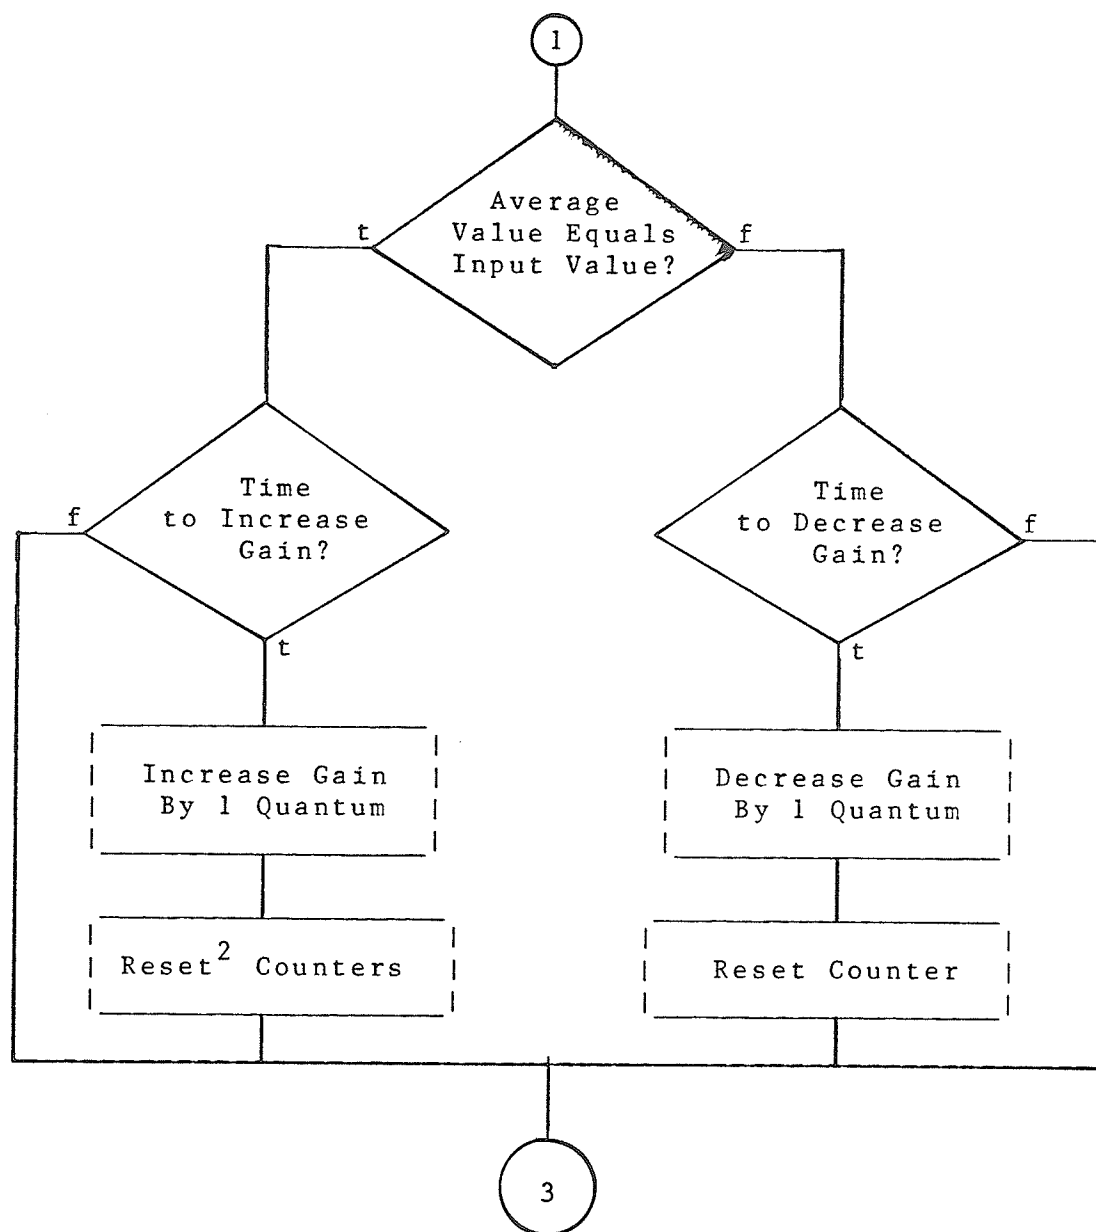 1
Average
Value Equals
Input Value?
t
f
Time
to Increase
Gain?
f
t
Time
to Decrease
Gain?
f
t
Increase Gain
By 1 Quantum
Decrease Gain
By 1 Quantum
Reset2 Counters
Reset Counter
3